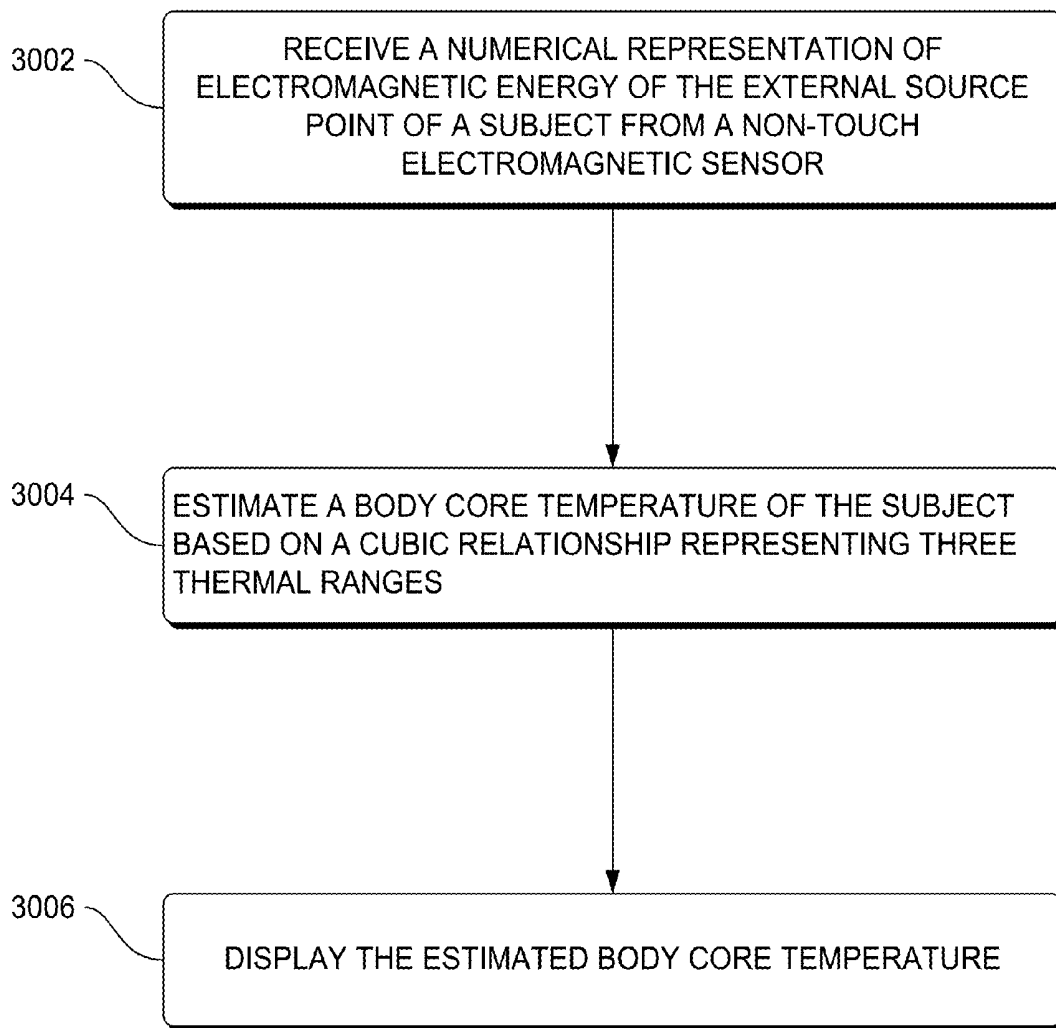 3002
RECEIVE A NUMERICAL REPRESENTATION OF
ELECTROMAGNETIC ENERGY OF THE EXTERNAL SOURCE
POINT OF A SUBJECT FROM A NON-TOUCH
ELECTROMAGNETIC SENSOR
3004
ESTIMATE A BODY CORE TEMPERATURE OF THE SUBJECT
BASED ON A CUBIC RELATIONSHIP REPRESENTING THREE
THERMAL RANGES
3006
DISPLAY THE ESTIMATED BODY CORE TEMPERATURE